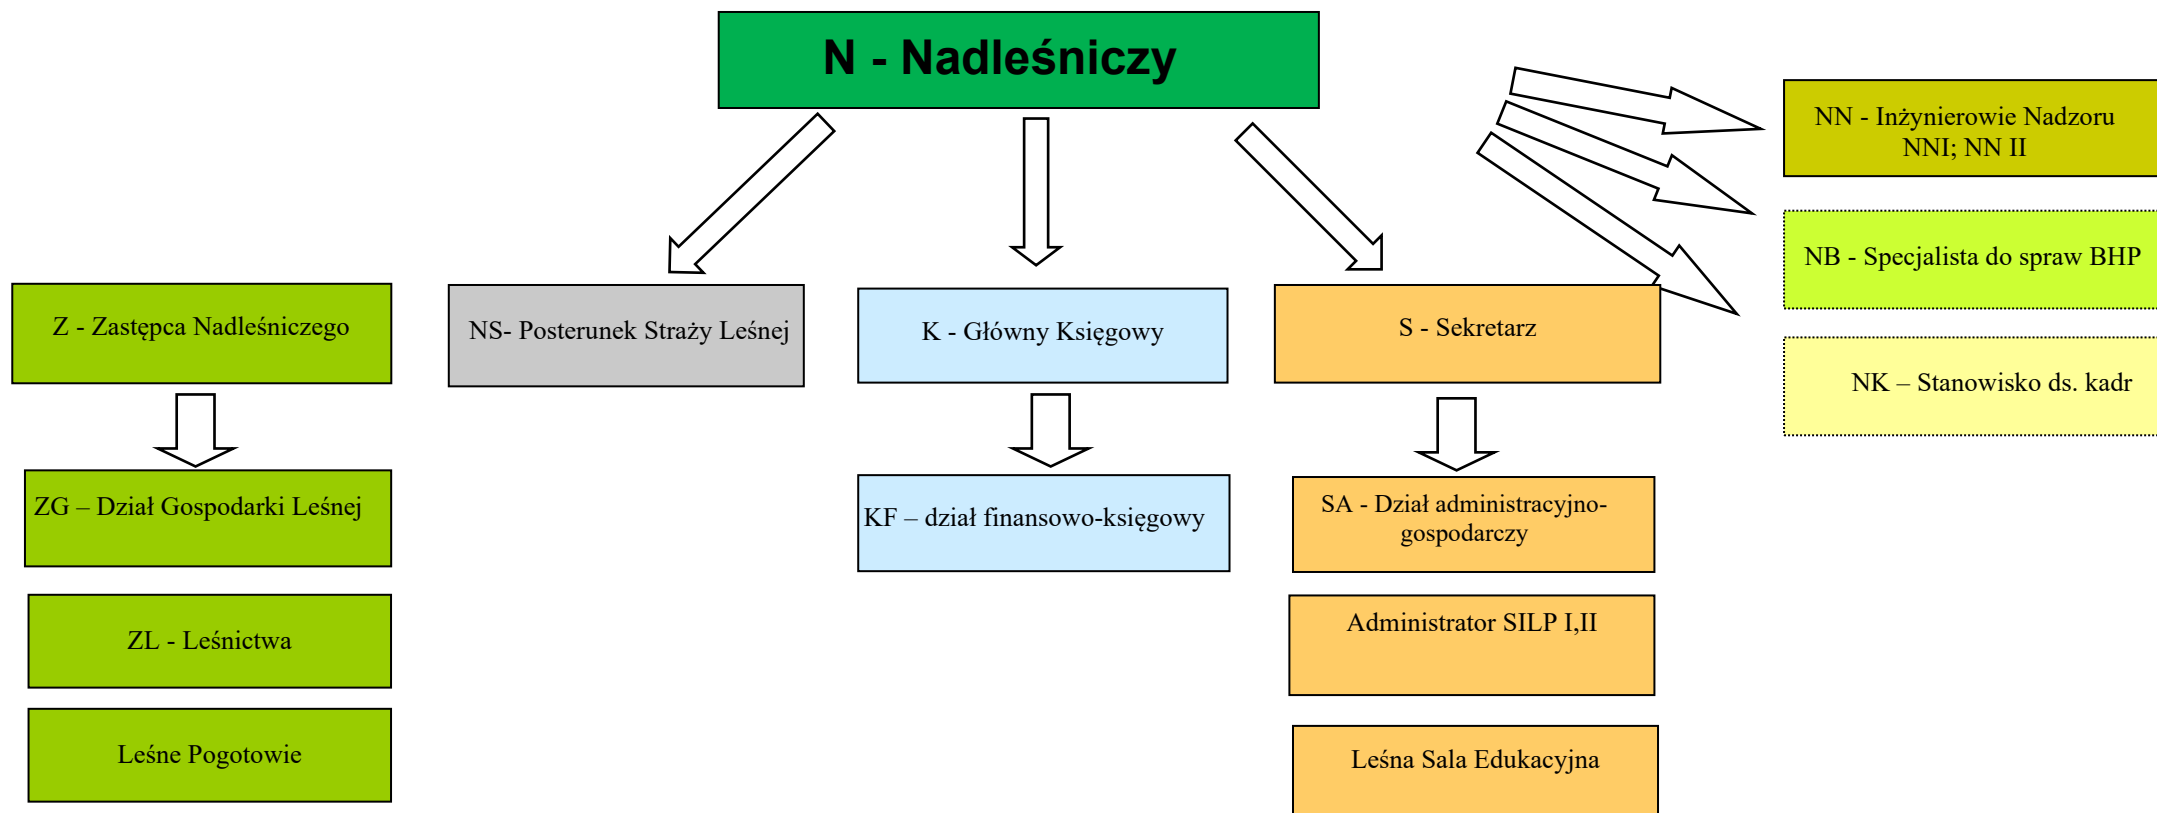 N - Nadleśniczy
NN - Inżynierowie Nadzoru
NNI; NN II
NB - Specjalista do spraw BHP
NK – Stanowisko ds. kadr
Z - Zastępca Nadleśniczego
NS- Posterunek Straży Leśnej
K - Główny Księgowy
S - Sekretarz
ZG – Dział Gospodarki Leśnej
KF – dział finansowo-księgowy
SA - Dział administracyjno-
gospodarczy
ZL - Leśnictwa
Administrator SILP I,II
Leśne Pogotowie
Leśna Sala Edukacyjna